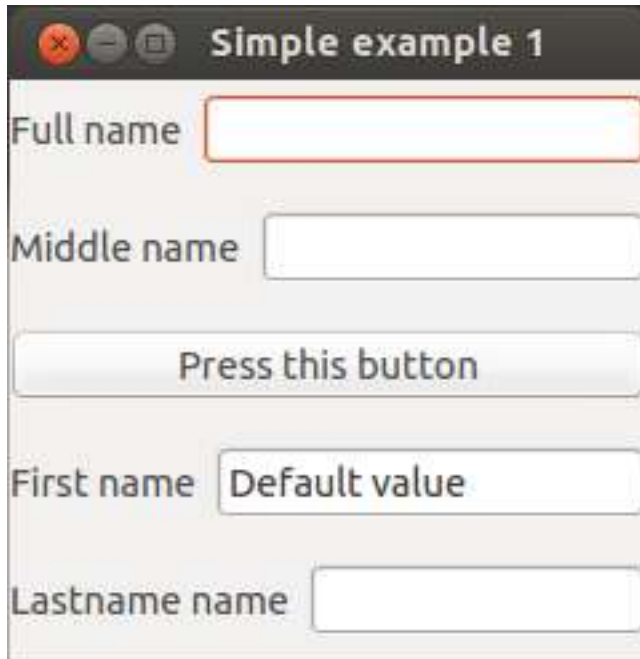 Simple example 1
Full name
Middle name
Press this button
First name Default value
Lastname name